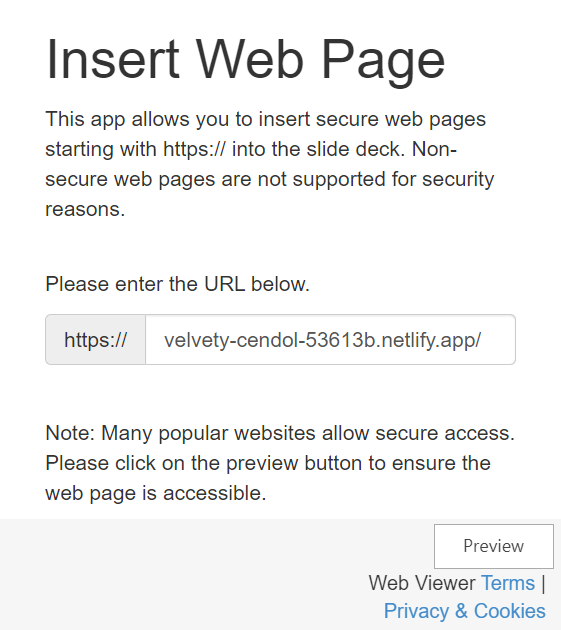 Insert Web Page
This app allows you to insert secure web pages
starting with https:// into the slide deck. Non-
secure web pages are not supported for security
reasons.
Please enter the URL below.
https:// velvety-cendol-53613b.netlify.app/
Note: Many popular websites allow secure access.
Please click on the preview button to ensure the
web page is accessible.
Preview
Web Viewer Terms |
Privacy & Cookies